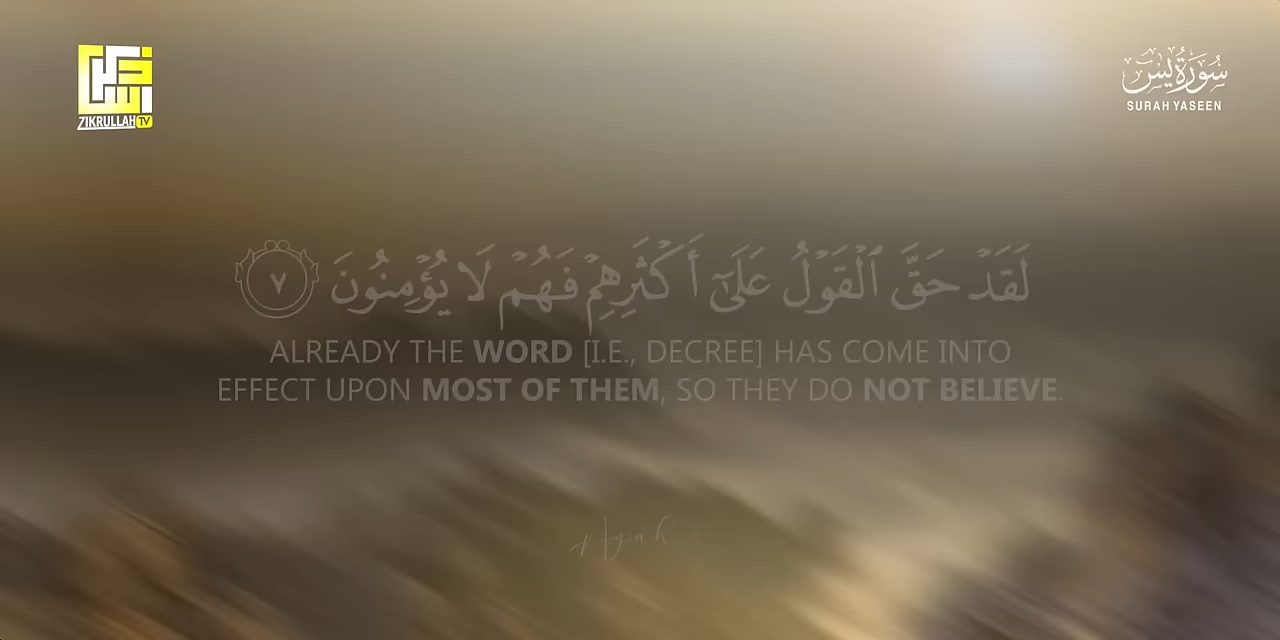 ZIKRULLAH TV
سُورَةُ يس
SURAH YASEEN
لَقَدْ حَقَّ ٱلْقَوْلُ عَلَىٰٓ أَكْثَرِهِمْ فَهُمْ لَا يُؤْمِنُونَ ٧
ALREADY THE WORD [I.E., DECREE] HAS COME INTO
EFFECT UPON MOST OF THEM, SO THEY DO NOT BELIEVE.
Ayah